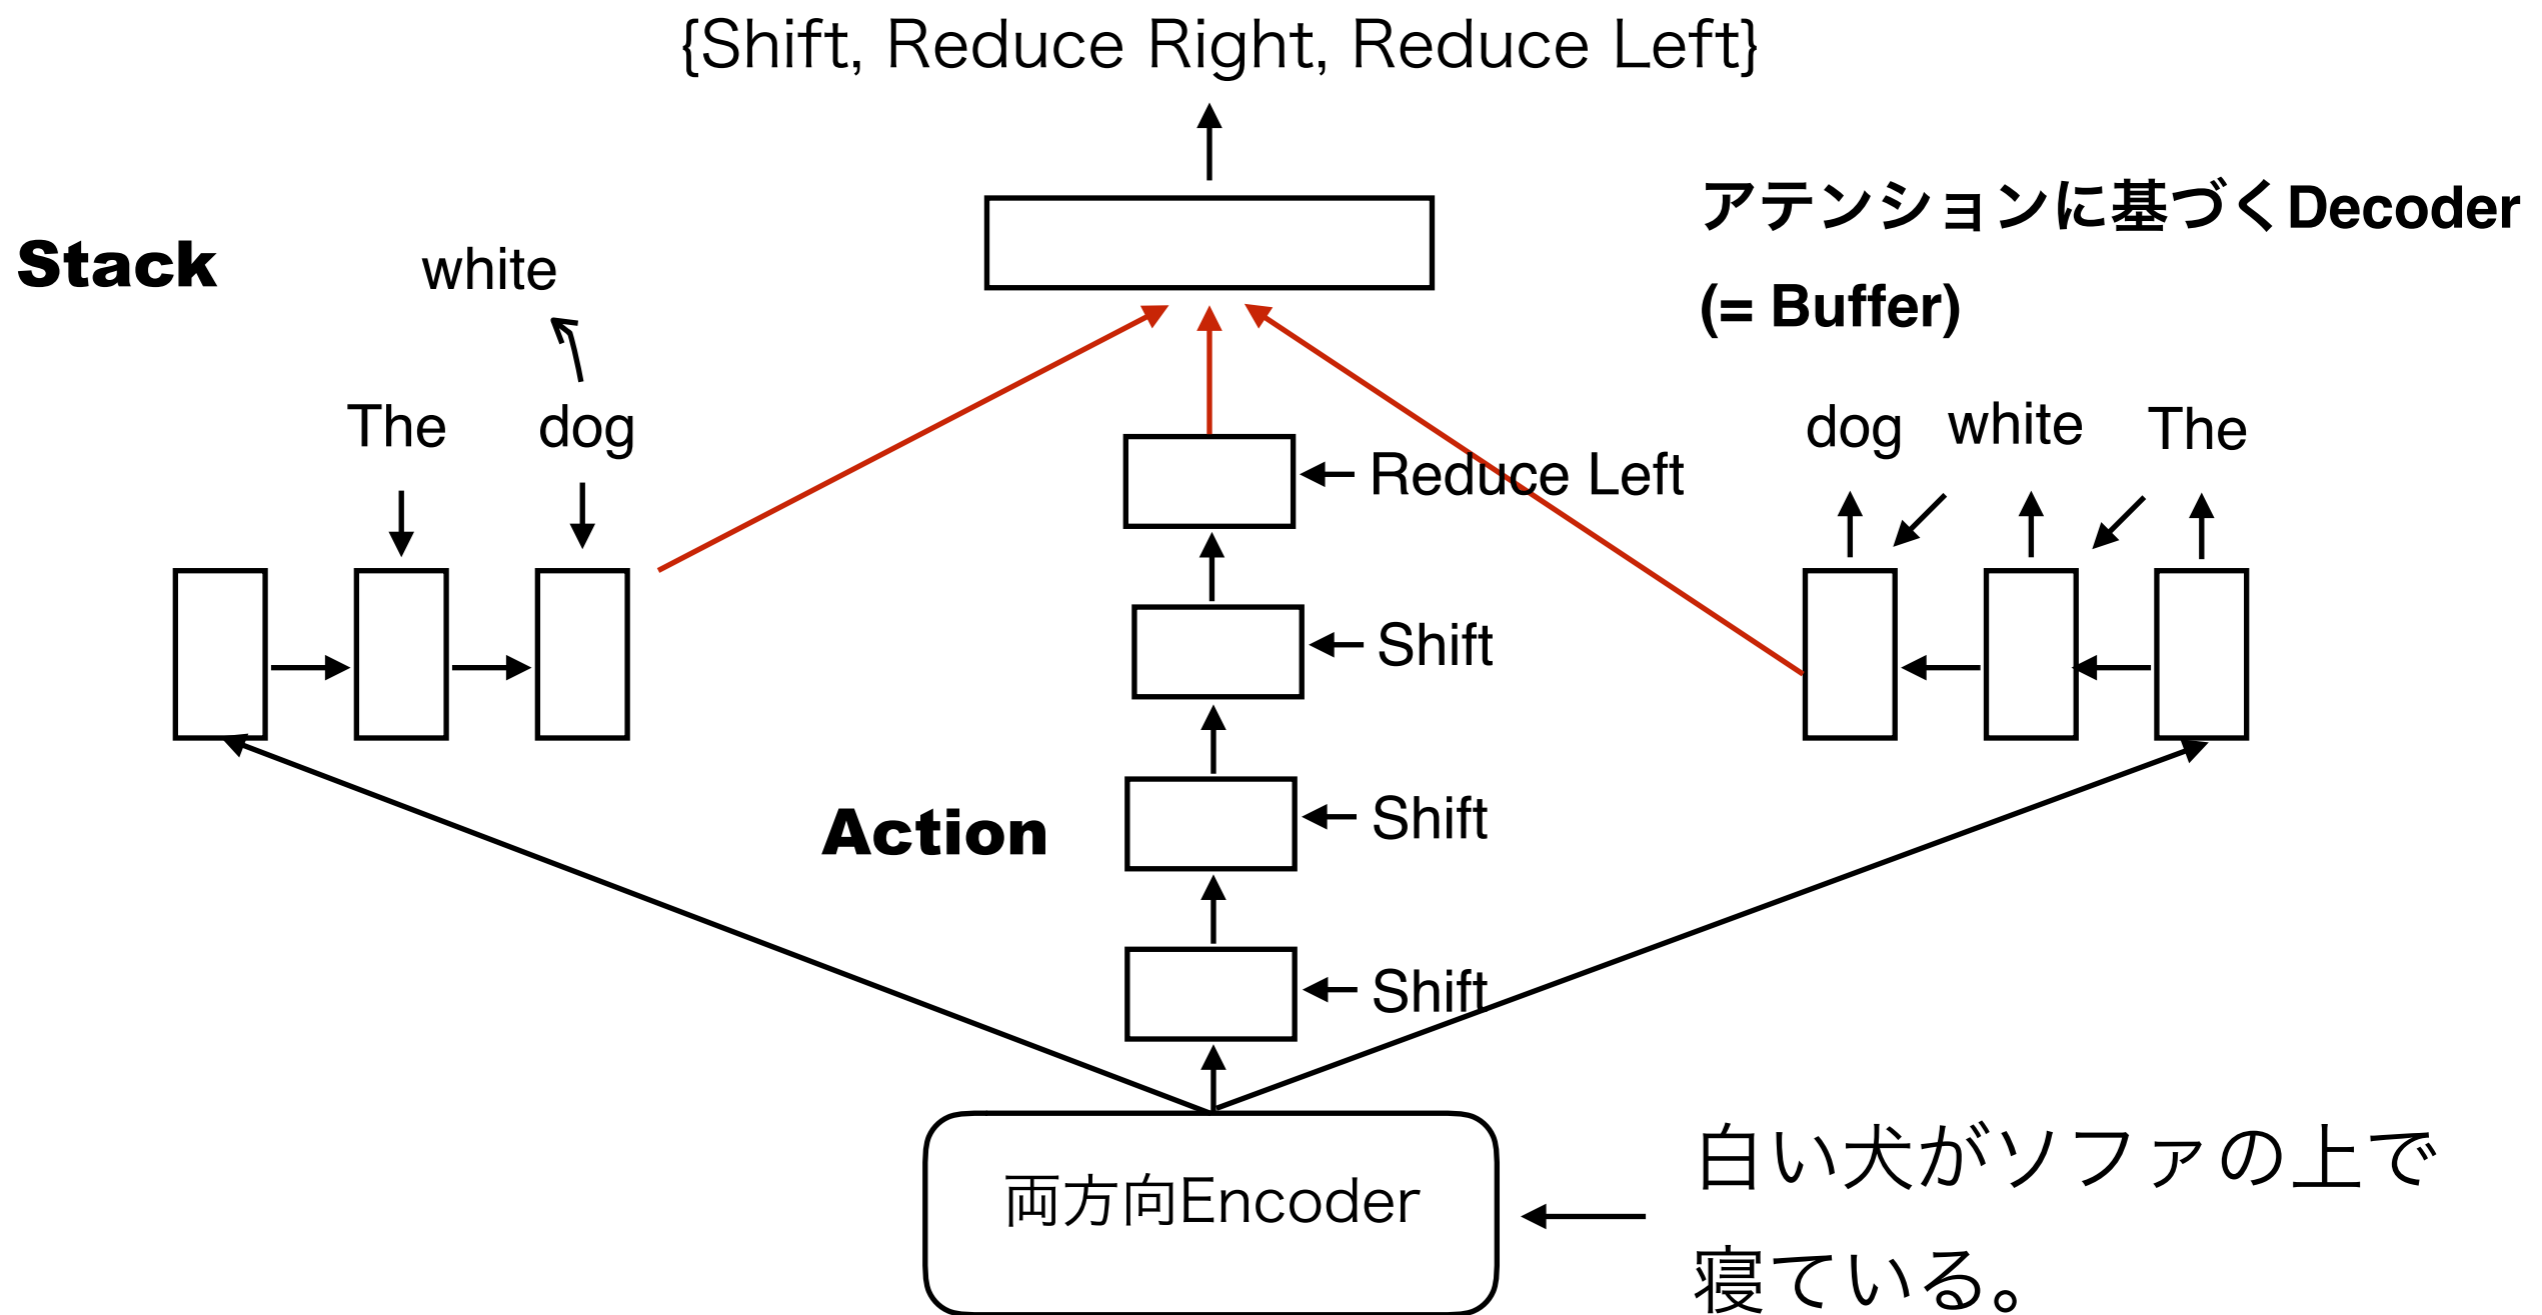 {Shift, Reduce Right, Reduce Left}
アテンションに基づくDecoder
(= Buffer)
Stack
white
The
dog
dog
white
The
Reduce Left
Shift
Action
Shift
Shift
両方向Encoder
白い犬がソファの上で
寝ている。